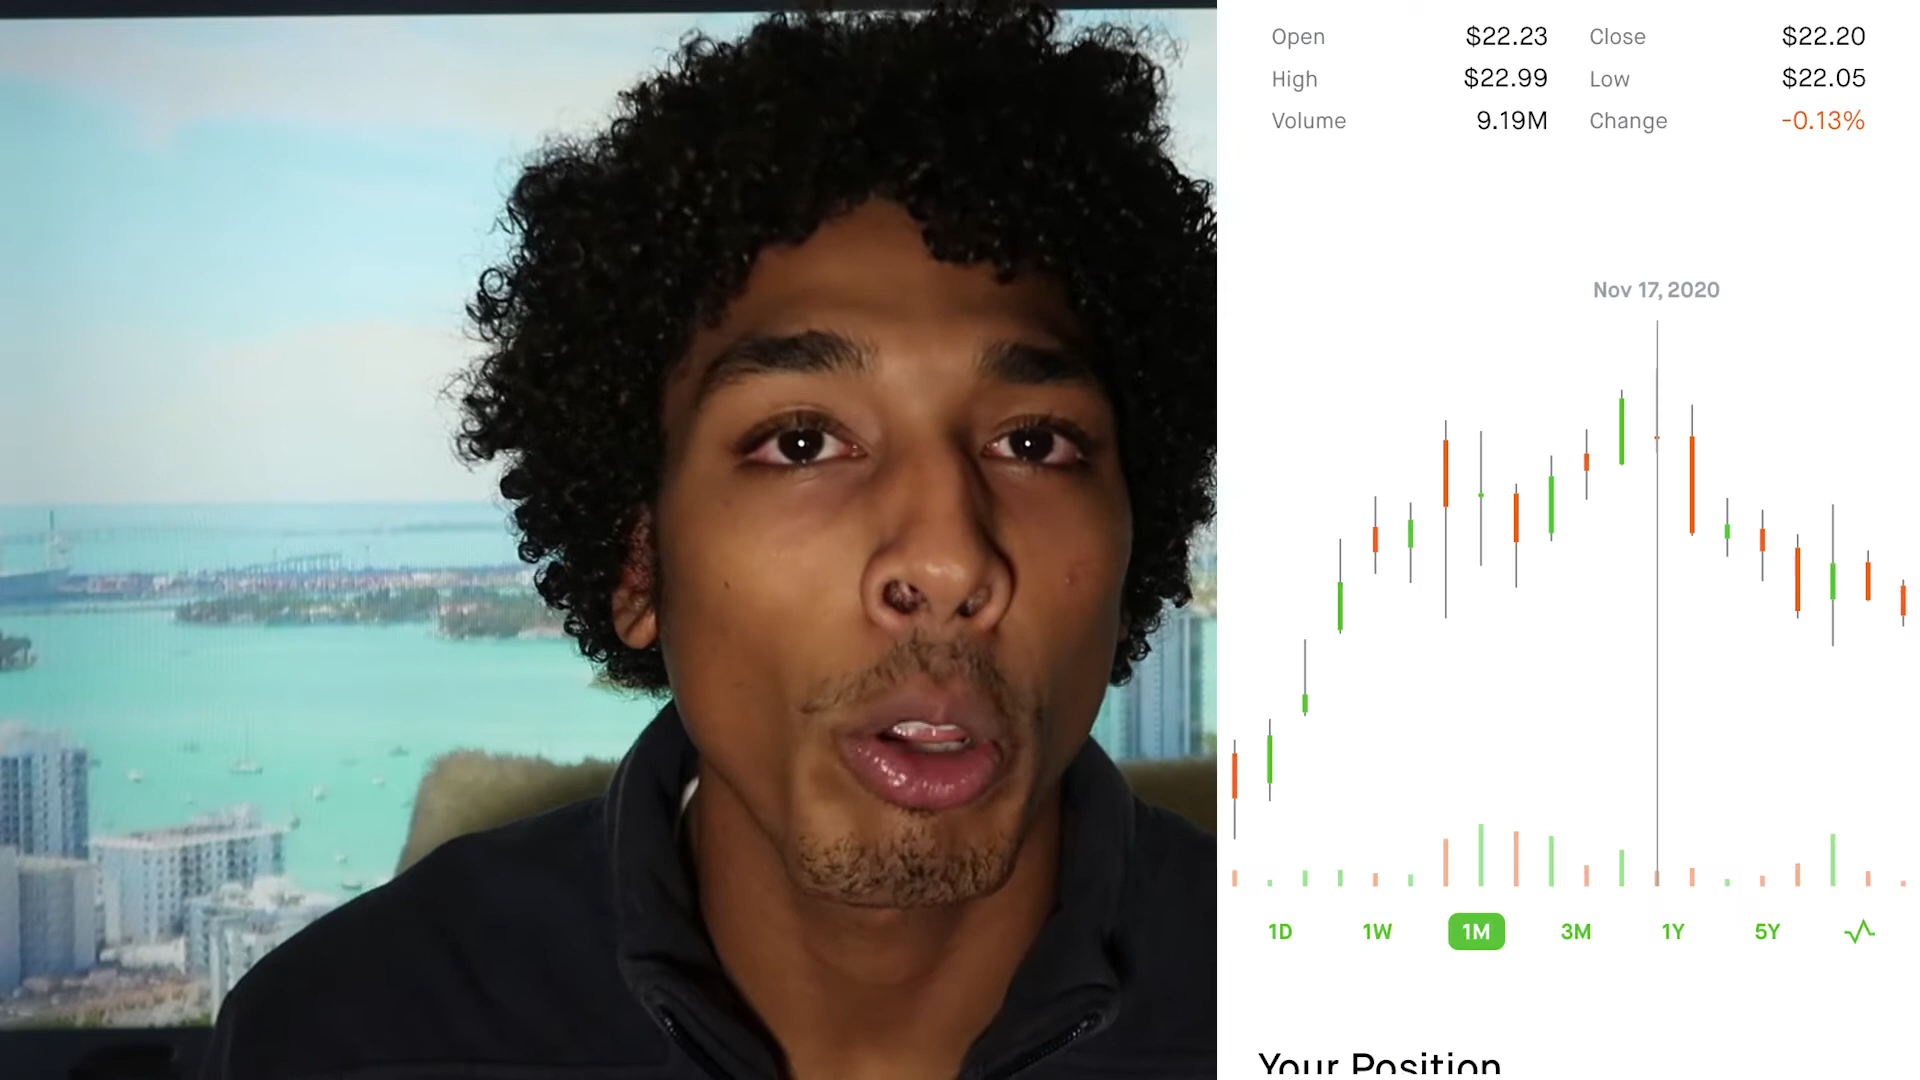 Open $22.23 Close $22.20
High $22.99 Low $22.05
Volume 9.19M Change -0.13%
Nov 17, 2020
1D 1W 1M 3M 1Y 5Y
Your Position